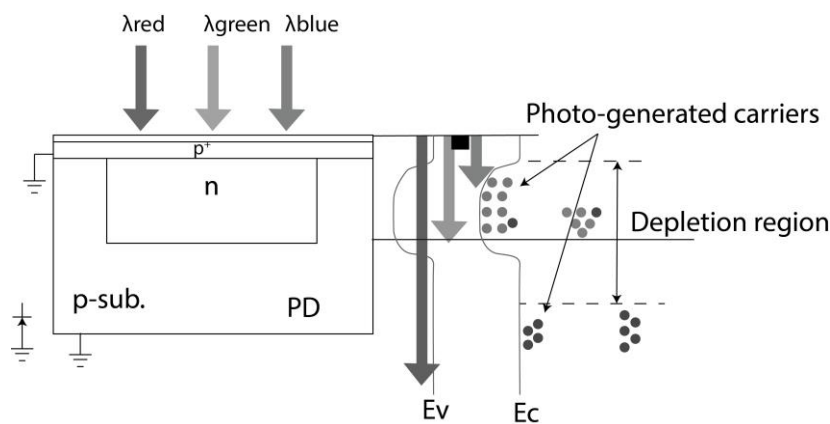 λred
λgreen
λblue
Photo-generated carriers
p+
n
Depletion region
p-sub.
PD
Ev
Ec